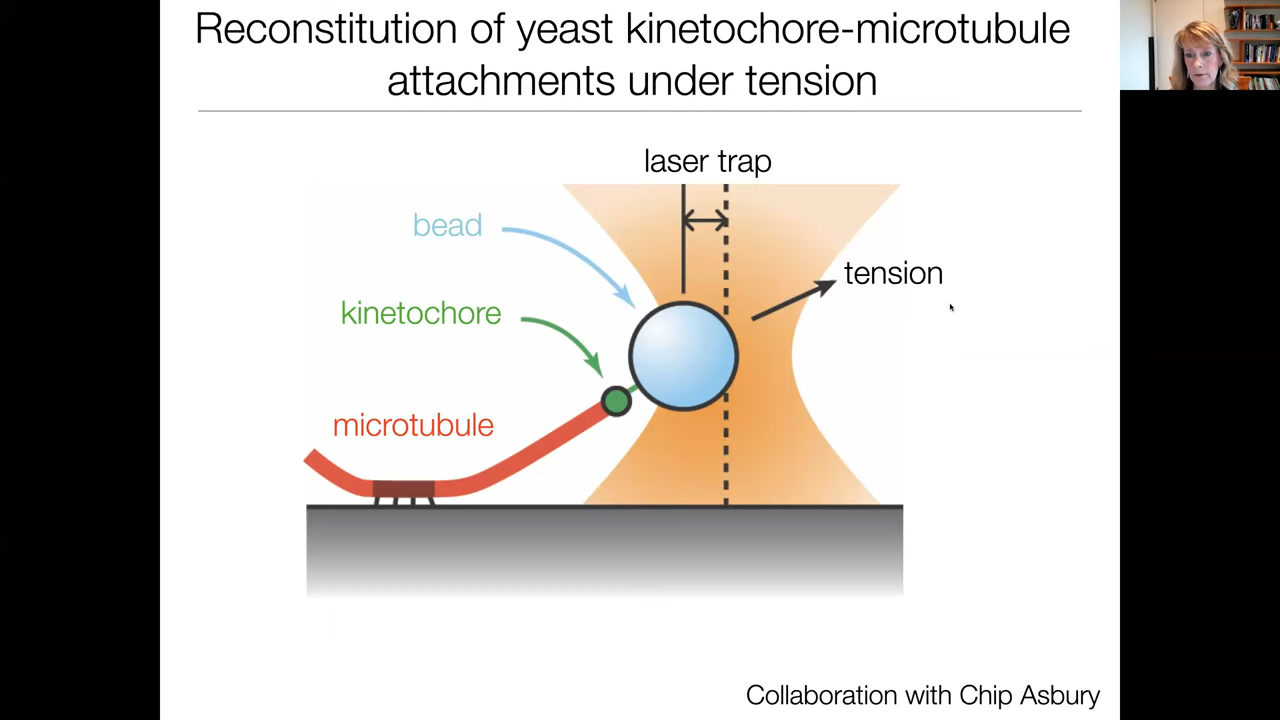 Reconstitution of yeast kinetochore-microtubule
attachments under tension
laser trap
bead
tension
kinetochore
microtubule
Collaboration with Chip Asbury